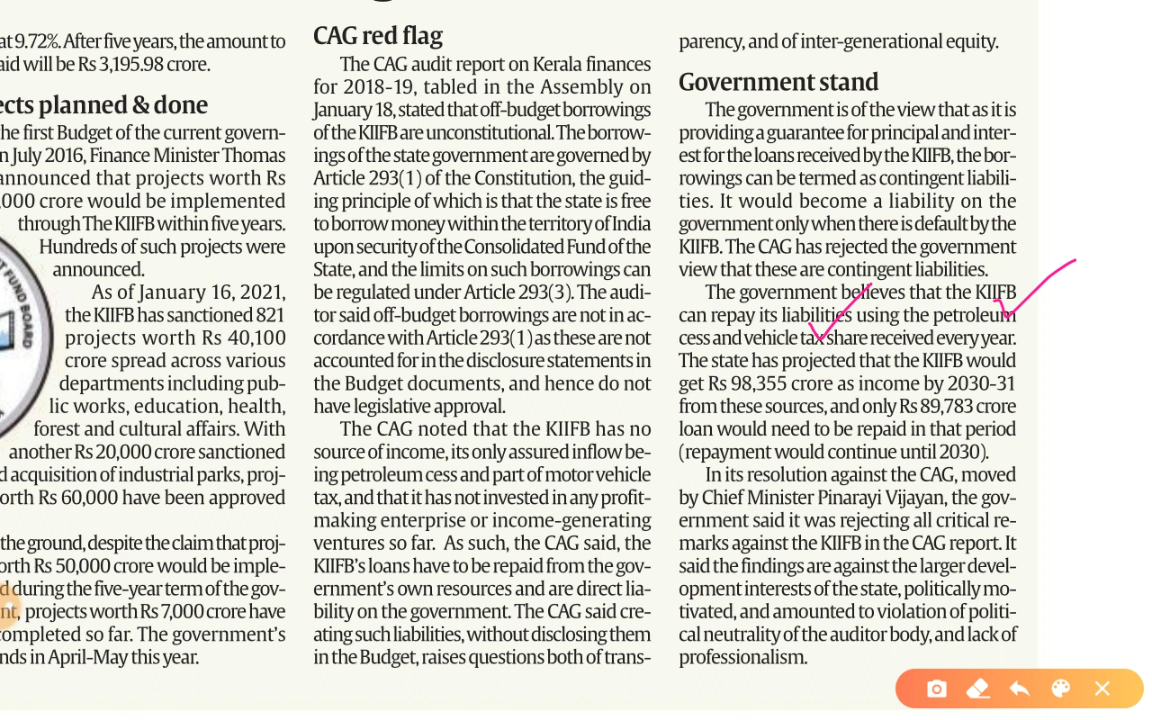 at 9.72%. After five years, the amount to
aid will be Rs 3,195.98 crore.
ects planned & done
the first Budget of the current govern-
n July 2016, Finance Minister Thomas
announced that projects worth Rs
,000 crore would be implemented
through The KIIFB within five years.
Hundreds of such projects were
announced.
As of January 16, 2021,
the KIIFB has sanctioned 821
projects worth Rs 40,100
crore spread across various
departments including pub-
lic works, education, health,
forest and cultural affairs. With
another Rs 20,000 crore sanctioned
d acquisition of industrial parks, proj-
orth Rs 60,000 have been approved
the ground, despite the claim that proj-
orth Rs 50,000 crore would be imple-
d during the five-year term of the gov-
nt, projects worth Rs 7,000 crore have
completed so far. The government's
nds in April-May this year.
FUND BOARD
CAG red flag
The CAG audit report on Kerala finances
for 2018-19, tabled in the Assembly on
January 18, stated that off-budget borrowings
of the KIIFB are unconstitutional. The borrow-
ings of the state government are governed by
Article 293(1) of the Constitution, the guid-
ing principle of which is that the state is free
to borrow money within the territory of India
upon security of the Consolidated Fund of the
State, and the limits on such borrowings can
be regulated under Article 293(3). The audi-
tor said off-budget borrowings are not in ac-
cordance with Article 293(1) as these are not
accounted for in the disclosure statements in
the Budget documents, and hence do not
have legislative approval.
The CAG noted that the KIIFB has no
source of income, its only assured inflow be-
ing petroleum cess and part of motor vehicle
tax, and that it has not invested in any profit-
making enterprise or income-generating
ventures so far. As such, the CAG said, the
KIIFB's loans have to be repaid from the gov-
ernment's own resources and are direct lia-
bility on the government. The CAG said cre-
ating such liabilities, without disclosing them
in the Budget, raises questions both of trans-
parency, and of inter-generational equity.
Government stand
The government is of the view that as it is
providing a guarantee for principal and inter-
est for the loans received by the KIIFB, the bor-
rowings can be termed as contingent liabili-
ties. It would become a liability on the
government only when there is default by the
KIIFB. The CAG has rejected the government
view that these are contingent liabilities.
The government believes that the KIIFB
can repay its liabilities using the petroleum
cess and vehicle tax share received every year.
The state has projected that the KIIFB would
get Rs 98,355 crore as income by 2030-31
from these sources, and only Rs 89,783 crore
loan would need to be repaid in that period
(repayment would continue until 2030).
In its resolution against the CAG, moved
by Chief Minister Pinarayi Vijayan, the gov-
ernment said it was rejecting all critical re-
marks against the KIIFB in the CAG report. It
said the findings are against the larger devel-
opment interests of the state, politically mo-
tivated, and amounted to violation of politi-
cal neutrality of the auditor body, and lack of
professionalism.